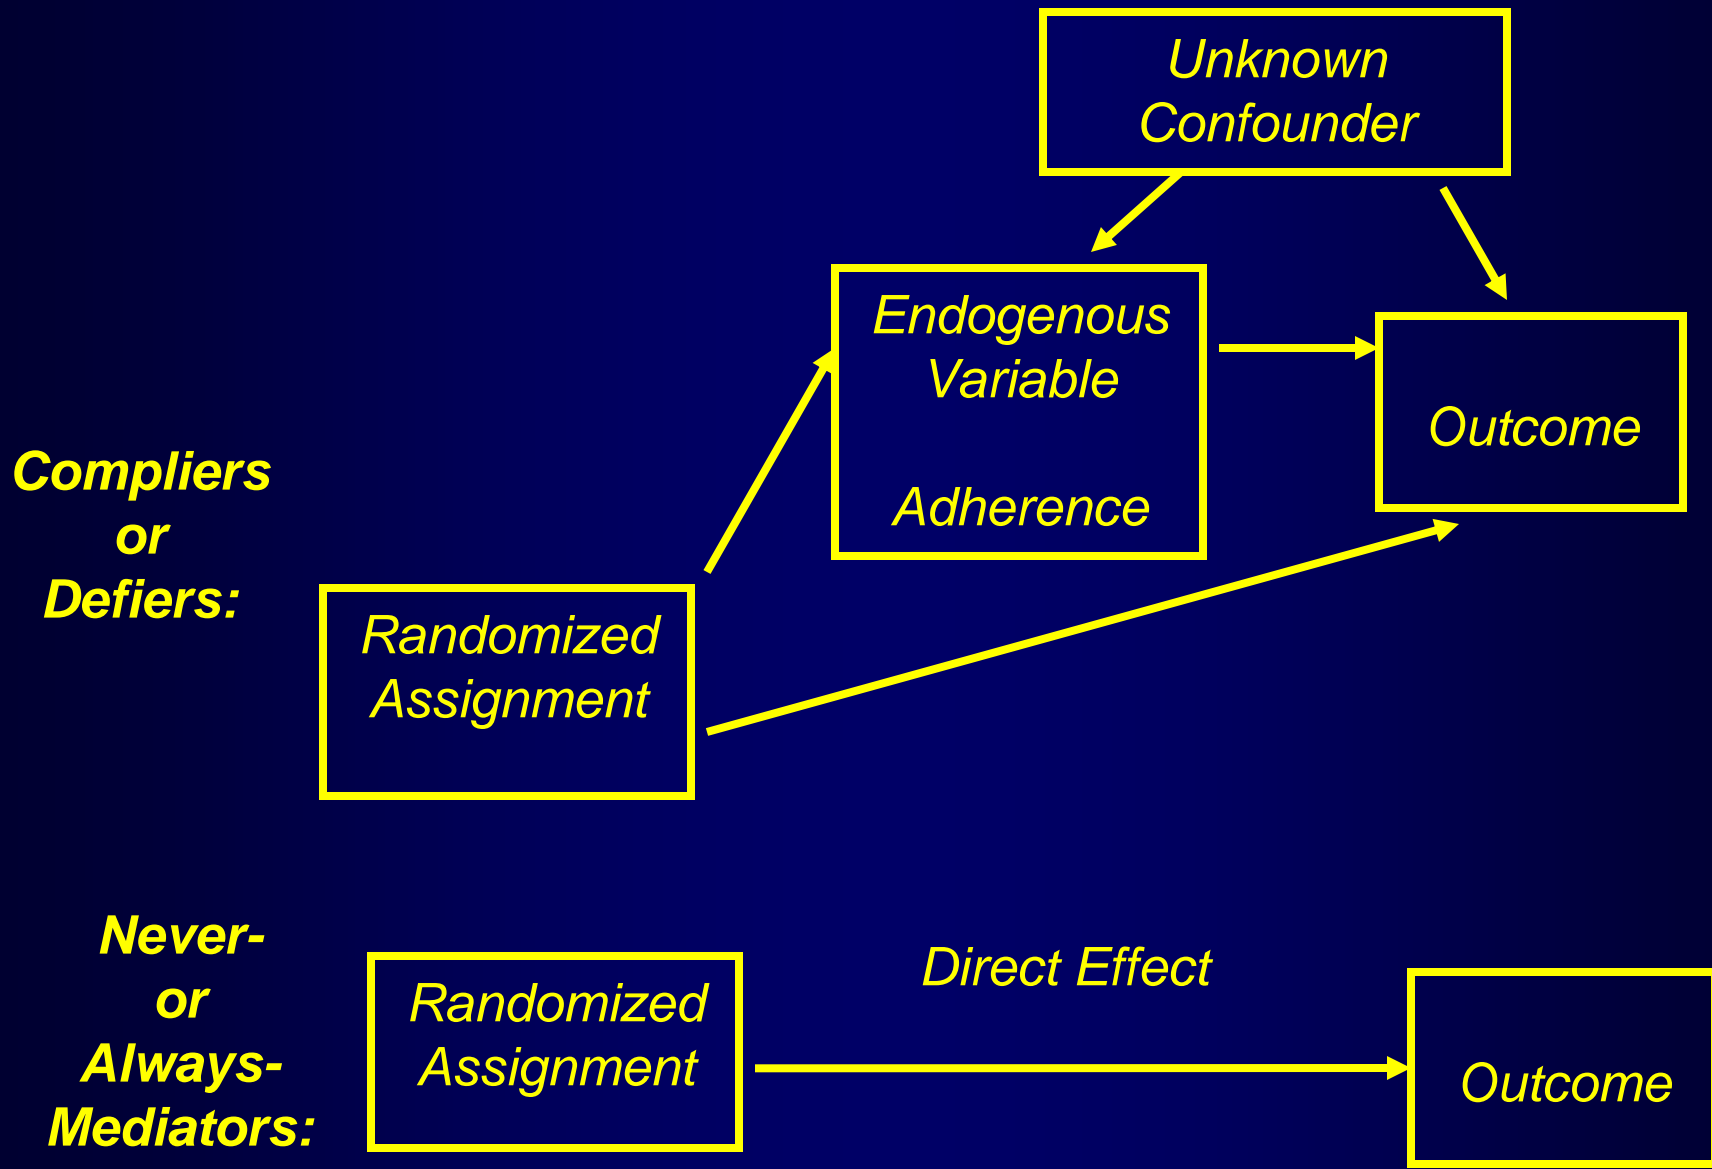 Unknown
Confounder
Endogenous
Variable
Adherence
Outcome
Compliers
or
Defiers:
Randomized
Assignment
Never-
or
Always-
Mediators:
Randomized
Assignment
Direct Effect
Outcome